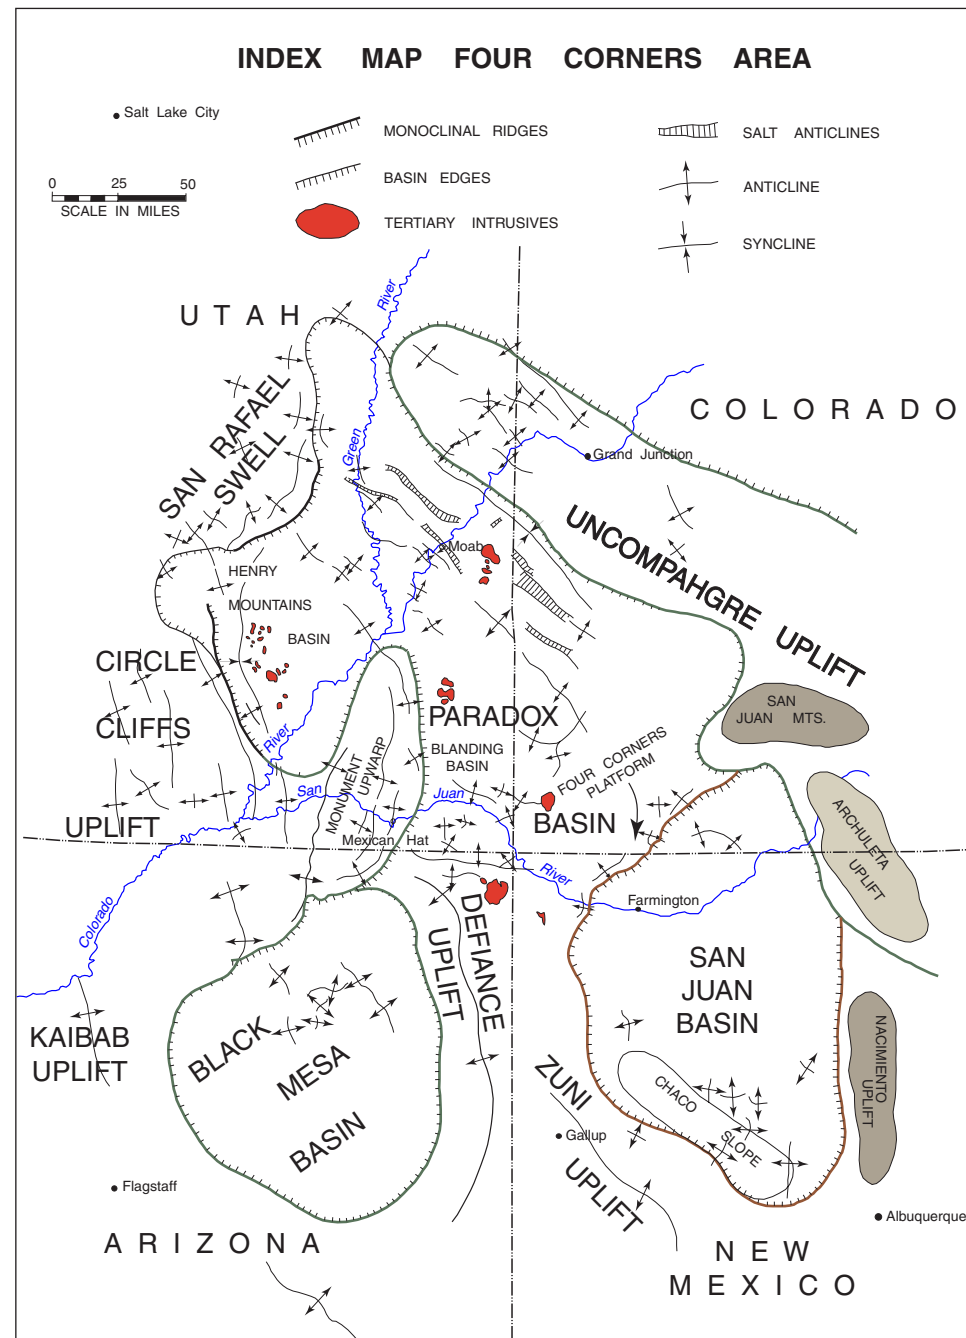 INDEX MAP FOUR CORNERS AREA
Salt Lake City
MONOCLINAL RIDGES
SALT ANTICLINES
BASIN EDGES
ANTICLINE
0 25 50
SCALE IN MILES
TERTIARY INTRUSIVES
SYNCLINE
UTAH
River
COLORADO
SAN RAFAEL
SWELL
Green
Grand Junction
UNCOMPAHGRE UPLIFT
Moab
HENRY
MOUNTAINS
BASIN
CIRCLE
CLIFFS
UPLIFT
SAN
JUAN MTS.
PARADOX
BLANDING
BASIN
FOUR CORNERS
PLATFORM
BASIN
River
MONUMENT
UPWARP
San
Juan
Mexican Hat
River
ARCHULETA
UPLIFT
Colorado
Farmington
DEFIANCE
UPLIFT
SAN
JUAN
BASIN
KAIBAB
UPLIFT
BLACK
MESA
BASIN
ZUNI
UPLIFT
CHACO
SLOPE
NACIMIENTO
UPLIFT
Gallup
Flagstaff
Albuquerque
ARIZONA
NEW
MEXICO